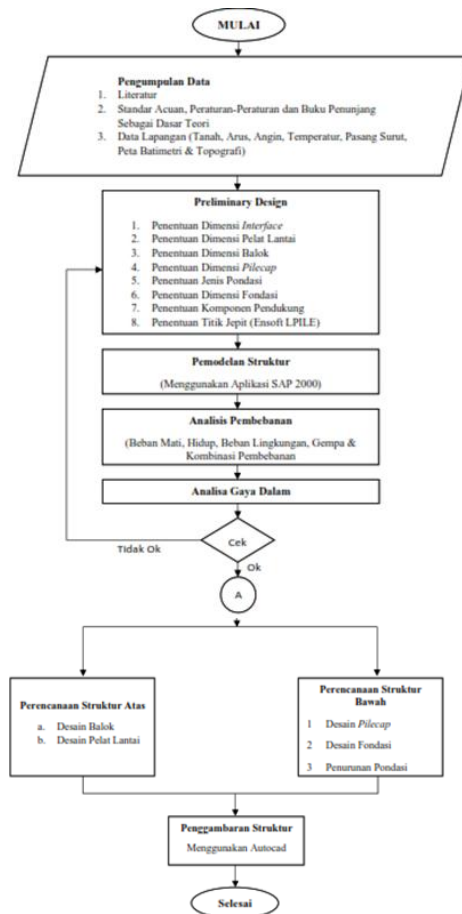 MULAI
Pengumpulan Data
1. Literatur
2. Standar Acuan, Peraturan-Peraturan dan Buku Penunjang
Sebagai Dasar Teori
3. Data Lapangan (Tanah, Arus, Angin, Temperatur, Pasang Surut,
Peta Batimetri & Topografi)
Preliminary Design
1. Penentuan Dimensi Interface
2. Penentuan Dimensi Pelat Lantai
3. Penentuan Dimensi Balok
4. Penentuan Dimensi Pilecap
5. Penentuan Jenis Pondasi
6. Penentuan Dimensi Fondasi
7. Penentuan Komponen Pendukung
8. Penentuan Titik Jepit (Ensoft LPILE)
Pemodelan Struktur
(Menggunakan Aplikasi SAP 2000)
Analisis Pembebanan
(Beban Mati, Hidup, Beban Lingkungan, Gempa &
Kombinasi Pembebanan
Analisa Gaya Dalam
Cek
TIdak Ok
Ok
A
Perencanaan Struktur Atas
a. Desain Balok
b. Desain Pelat Lantai
Perencanaan Struktur
Bawah
1 Desain Pilecap
2 Desain Fondasi
3 Penurunan Pondasi
Penggambaran Struktur
Menggunakan Autocad
Selesai